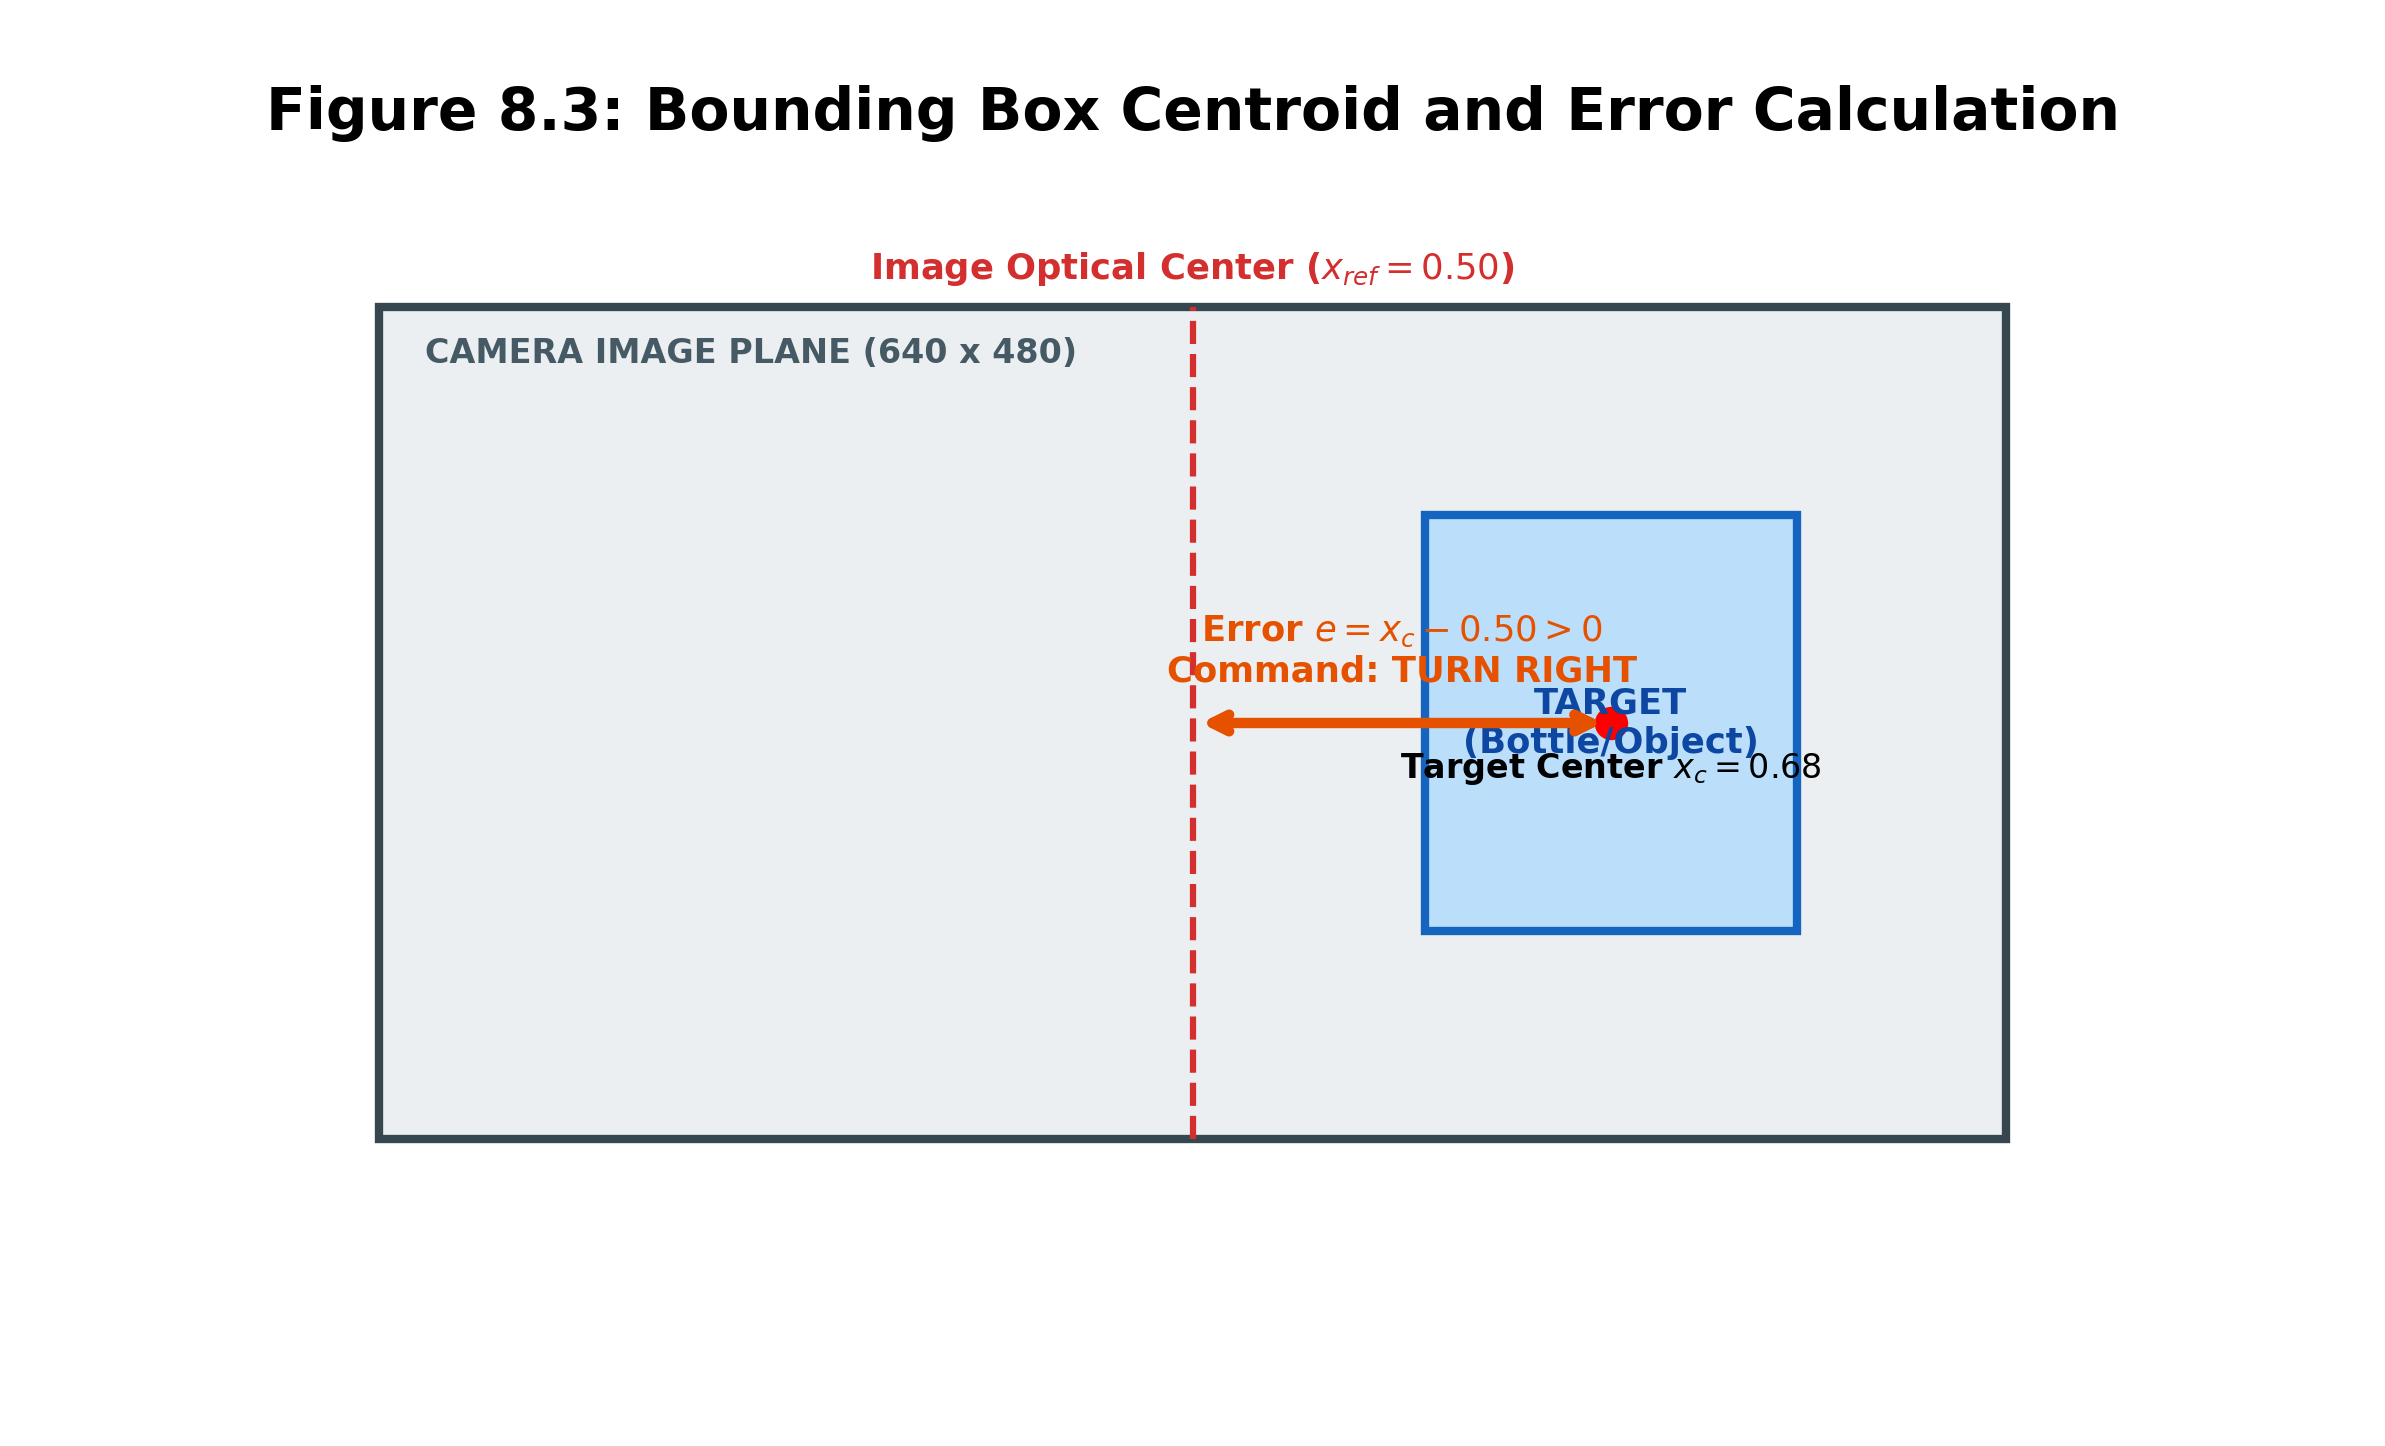 Figure 8.3: Bounding Box Centroid and Error Calculation
Image Optical Center (x_ref = 0.50)
CAMERA IMAGE PLANE (640 x 480)
Error e = x_c − 0.50 > 0
Command: TURN RIGHT
TARGET
(Bottle/Object)
Target Center x_c = 0.68